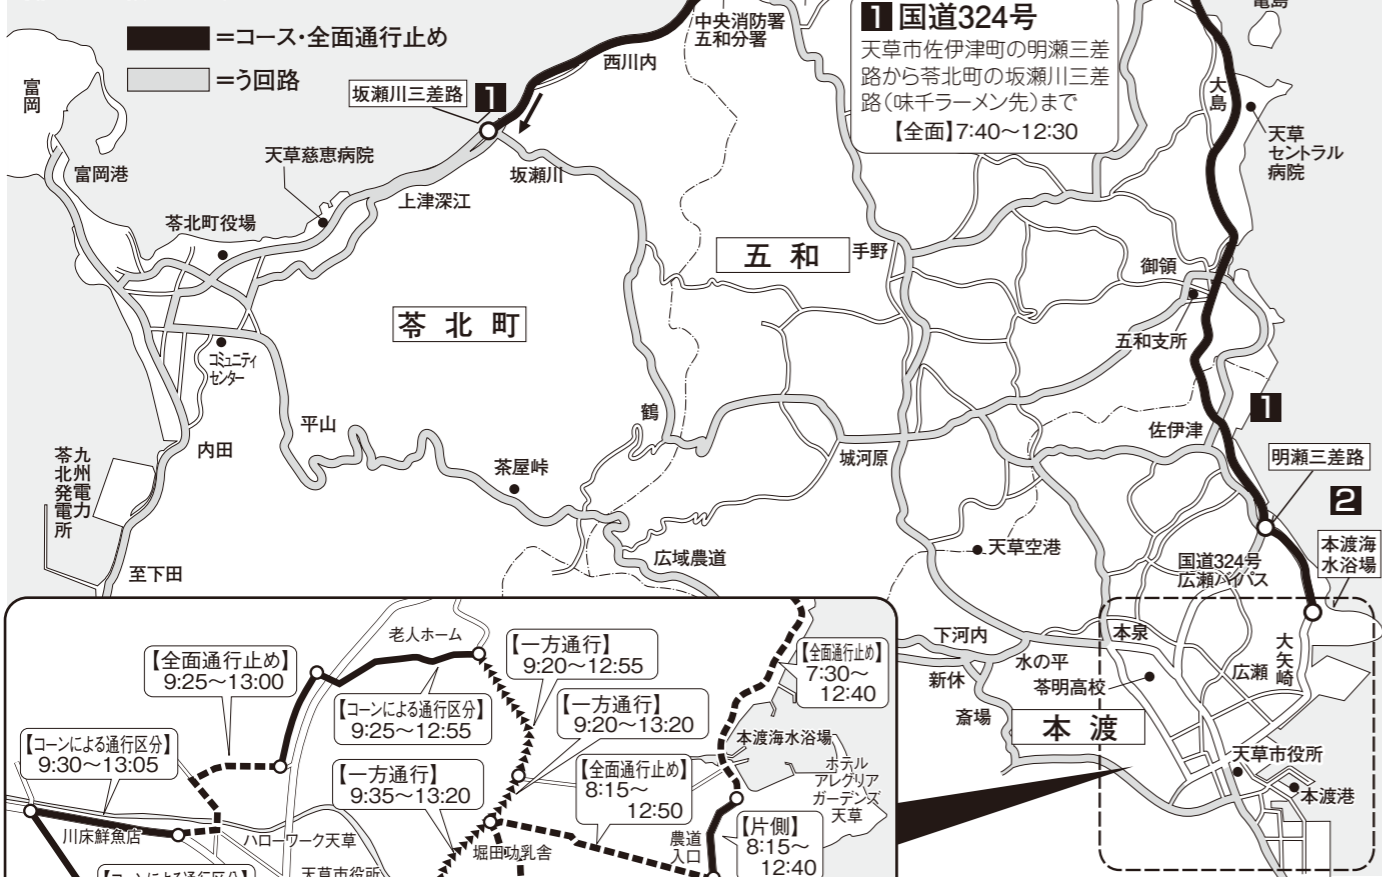 =コース・全面通行止め
=う回路
中央消防署
五和分署
1 国道324号
天草市佐伊津町の明瀬三差
路から苓北町の坂瀬川三差
路(味千ラーメン先)まで
【全面】7:40〜12:30
西川内
坂瀬川三差路
1
富岡
大島
天草
セントラル
病院
天草慈恵病院
坂瀬川
富岡港
上津深江
苓北町役場
五和
手野
御領
苓北町
五和支所
コミュニティ
センター
1
鶴
平山
佐伊津
内田
城河原
明瀬三差路
九州電力
苓北発電所
茶屋峠
2
天草空港
本渡海
水浴場
広域農道
国道324号
広瀬バイパス
至下田
下河内
本泉
大矢崎
水の平
広瀬
新休
苓明高校
斎場
本渡
天草市役所
本渡港
老人ホーム
【全面通行止め】
9:25〜13:00
【一方通行】
9:20〜12:55
【全面通行止め】
7:30〜
12:40
【コーンによる通行区分】
9:25〜12:55
【一方通行】
9:20〜13:20
【コーンによる通行区分】
9:30〜13:05
本渡海水浴場
【一方通行】
9:35〜13:20
【全面通行止め】
8:15〜
12:50
ホテル
アレグリア
ガーデンズ
天草
川床鮮魚店
ハローワーク天草
堀田功乳舎
農道
入口
【片側】
8:15〜
12:40
天草市役所